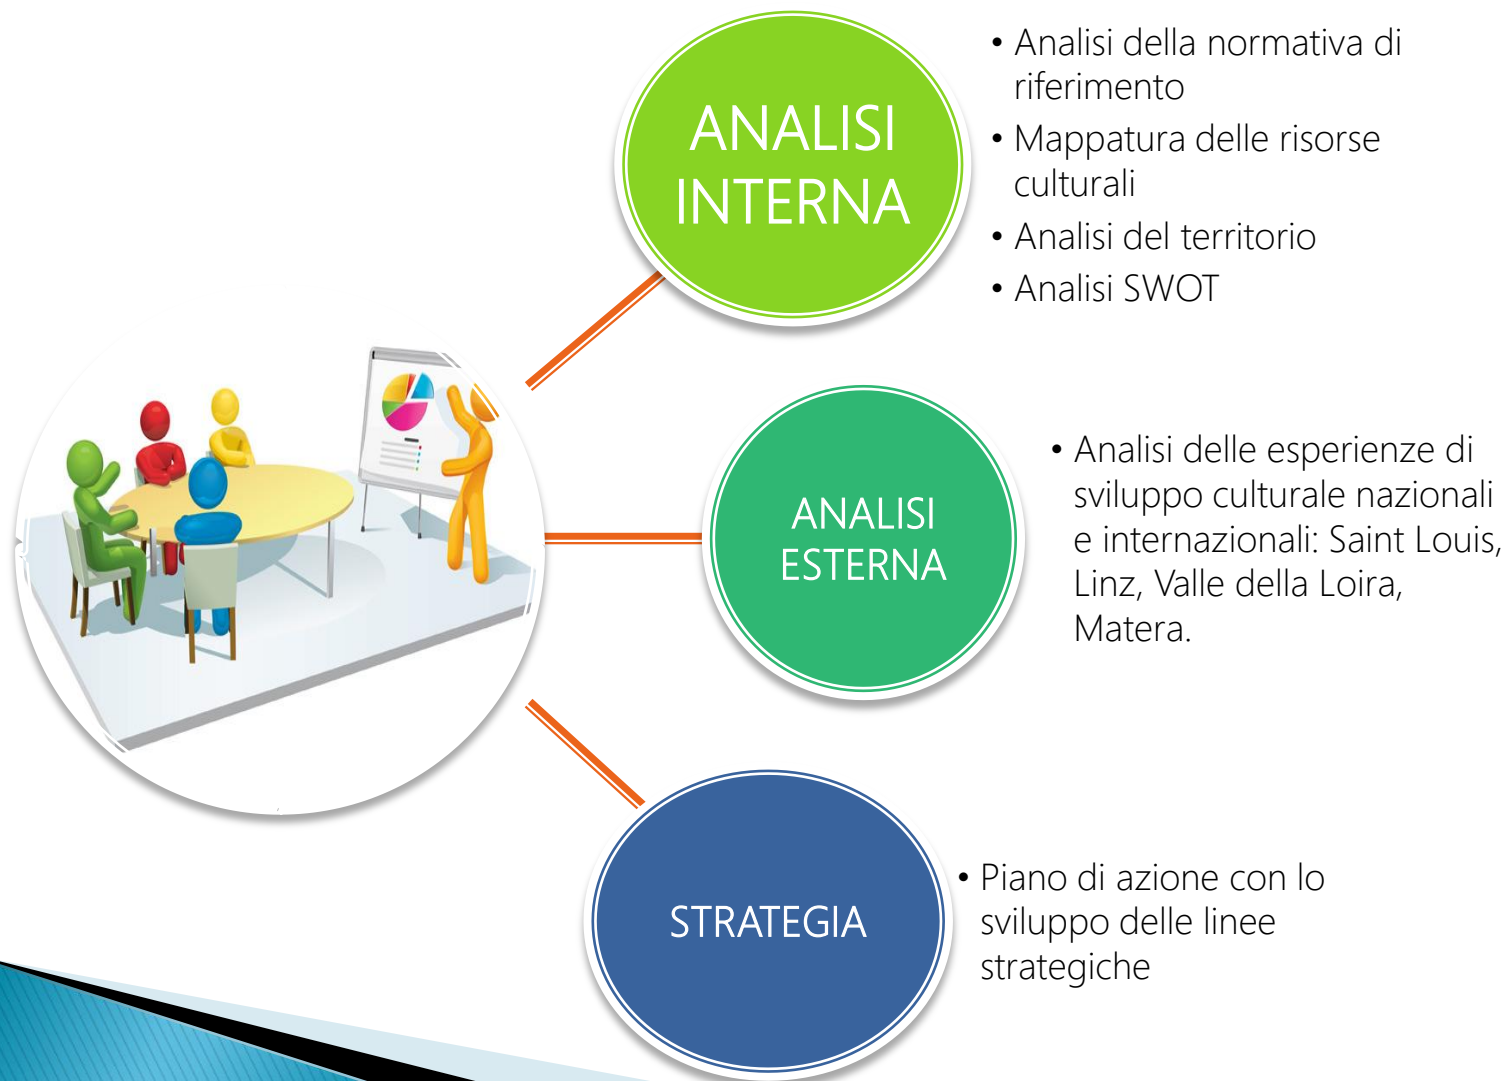 ANALISI
INTERNA
• Analisi della normativa di
riferimento
• Mappatura delle risorse
culturali
• Analisi del territorio
• Analisi SWOT
ANALISI
ESTERNA
• Analisi delle esperienze di
sviluppo culturale nazionali
e internazionali: Saint Louis,
Linz, Valle della Loira,
Matera.
STRATEGIA
• Piano di azione con lo
sviluppo delle linee
strategiche